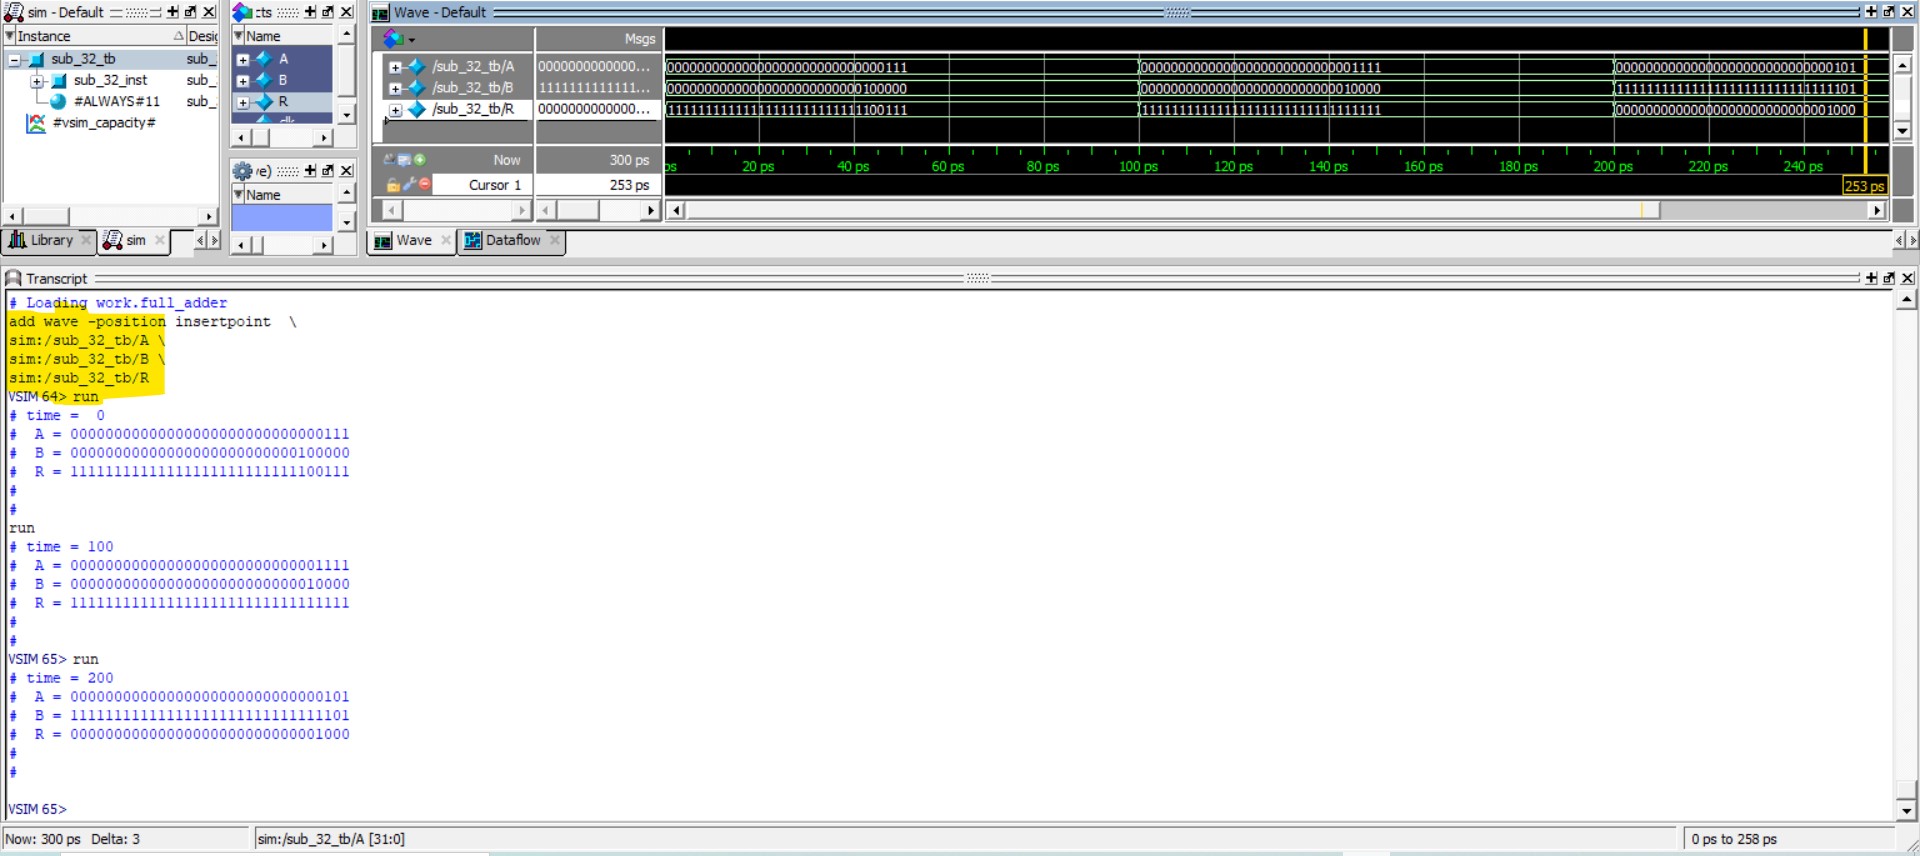 sim - Default
Instance Desig
sub_32_tb sub_
sub_32_inst sub_
#ALWAYS#11 sub_
#vsim_capacity#
Library sim
cts
Name
A
B
R
clk
ve)
Name
Wave - Default
Msgs
/sub_32_tb/A 0000000000000... 00000000000000000000000000000111 00000000000000000000000000001111 00000000000000000000000000000101
/sub_32_tb/B 1111111111111... 00000000000000000000000000100000 00000000000000000000000000010000 11111111111111111111111111111101
/sub_32_tb/R 0000000000000... 11111111111111111111111111100111 11111111111111111111111111111111 00000000000000000000000000001000
Now 300 ps ps 20 ps 40 ps 60 ps 80 ps 100 ps 120 ps 140 ps 160 ps 180 ps 200 ps 220 ps 240 ps
Cursor 1 253 ps 253 ps
Wave Dataflow
Transcript
# Loading work.full_adder
add wave -position insertpoint \
sim:/sub_32_tb/A \
sim:/sub_32_tb/B \
sim:/sub_32_tb/R
VSIM 64> run
# time = 0
# A = 00000000000000000000000000000111
# B = 00000000000000000000000000100000
# R = 11111111111111111111111111100111
#
#
run
# time = 100
# A = 00000000000000000000000000001111
# B = 00000000000000000000000000010000
# R = 11111111111111111111111111111111
#
#
VSIM 65> run
# time = 200
# A = 00000000000000000000000000000101
# B = 11111111111111111111111111111101
# R = 00000000000000000000000000001000
#
#
VSIM 65>
Now: 300 ps Delta: 3 sim:/sub_32_tb/A [31:0] 0 ps to 258 ps